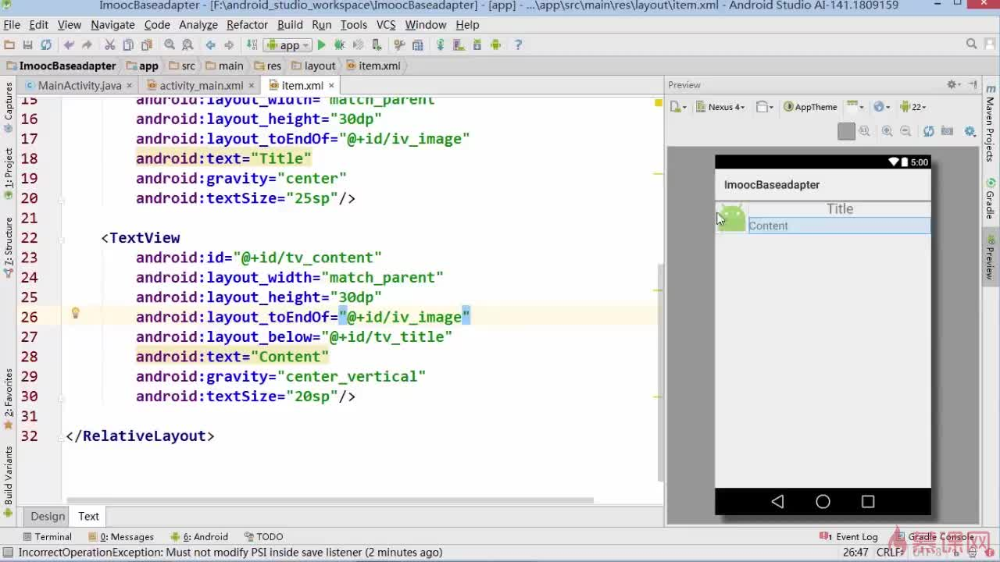 ImoocBaseadapter - [F:\android_studio_workspace\ImoocBaseadapter] - [app] - ...\app\src\main\res\layout\item.xml - Android Studio AI-141.1809159
File Edit View Navigate Code Analyze Refactor Build Run Tools VCS Window Help
app
ImoocBaseadapter app src main res layout item.xml
MainActivity.java activity_main.xml item.xml
Captures
1: Project
Z: Structure
2: Favorites
Build Variants
15 android:layout_width="match_parent"
16 android:layout_height="30dp"
17 android:layout_toEndOf="@+id/iv_image"
18 android:text="Title"
19 android:gravity="center"
20 android:textSize="25sp"/>
21
22 <TextView
23 android:id="@+id/tv_content"
24 android:layout_width="match_parent"
25 android:layout_height="30dp"
26 android:layout_toEndOf="@+id/iv_image"
27 android:layout_below="@+id/tv_title"
28 android:text="Content"
29 android:gravity="center_vertical"
30 android:textSize="20sp"/>
31
32 </RelativeLayout>
Design Text
Preview
Nexus 4 AppTheme 22
5:00
ImoocBaseadapter
Title
Content
Maven Projects
Gradle
Preview
Terminal 0: Messages 6: Android TODO 1 Event Log Gradle Console
IncorrectOperationException: Must not modify PSI inside save listener (2 minutes ago) 26:47 CRLF UTF-8
慕课网